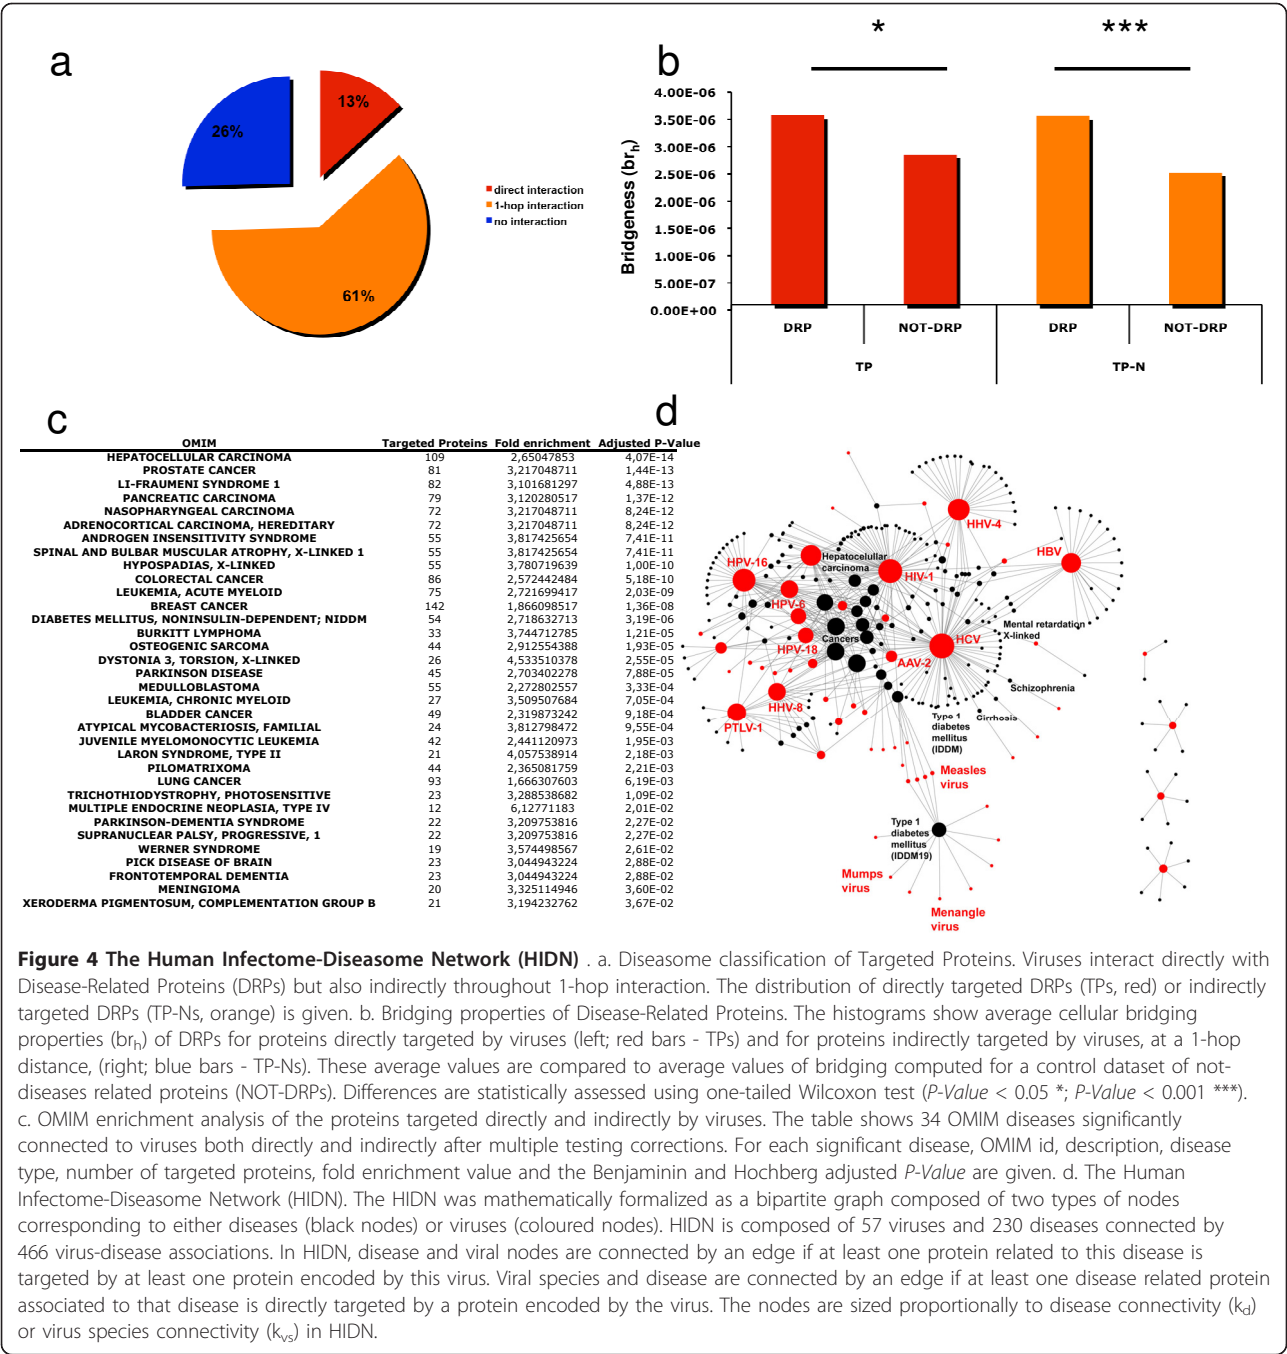 a
13%
26%
61%
direct interaction
1-hop interaction
no interaction
b
*
***
Bridgeness (brh)
4.00E-06
3.50E-06
3.00E-06
2.50E-06
2.00E-06
1.50E-06
1.00E-06
5.00E-07
0.00E+00
DRP NOT-DRP DRP NOT-DRP
TP TP-N
c
OMIM Targeted Proteins Fold enrichment Adjusted P-Value
HEPATOCELLULAR CARCINOMA 109 2,65047853 4,07E-14
PROSTATE CANCER 81 3,217048711 1,44E-13
LI-FRAUMENI SYNDROME 1 82 3,101681297 4,88E-13
PANCREATIC CARCINOMA 79 3,120280517 1,37E-12
NASOPHARYNGEAL CARCINOMA 72 3,217048711 8,24E-12
ADRENOCORTICAL CARCINOMA, HEREDITARY 72 3,217048711 8,24E-12
ANDROGEN INSENSITIVITY SYNDROME 55 3,817425654 7,41E-11
SPINAL AND BULBAR MUSCULAR ATROPHY, X-LINKED 1 55 3,817425654 7,41E-11
HYPOSPADIAS, X-LINKED 55 3,780719639 1,00E-10
COLORECTAL CANCER 86 2,572442484 5,18E-10
LEUKEMIA, ACUTE MYELOID 75 2,721699417 2,03E-09
BREAST CANCER 142 1,866098517 1,36E-08
DIABETES MELLITUS, NONINSULIN-DEPENDENT; NIDDM 54 2,718632713 3,19E-06
BURKITT LYMPHOMA 33 3,744712785 1,21E-05
OSTEOGENIC SARCOMA 44 2,912554388 1,93E-05
DYSTONIA 3, TORSION, X-LINKED 26 4,533510378 2,55E-05
PARKINSON DISEASE 45 2,703402278 7,88E-05
MEDULLOBLASTOMA 55 2,272802557 3,33E-04
LEUKEMIA, CHRONIC MYELOID 27 3,509507684 7,05E-04
BLADDER CANCER 49 2,319873242 9,18E-04
ATYPICAL MYCOBACTERIOSIS, FAMILIAL 24 3,812798472 9,55E-04
JUVENILE MYELOMONOCYTIC LEUKEMIA 42 2,441120973 1,95E-03
LARON SYNDROME, TYPE II 21 4,057538914 2,18E-03
PILOMATRIXOMA 44 2,365081759 2,21E-03
LUNG CANCER 93 1,666307603 6,19E-03
TRICHOTHIODYSTROPHY, PHOTOSENSITIVE 23 3,288538682 1,09E-02
MULTIPLE ENDOCRINE NEOPLASIA, TYPE IV 12 6,12771183 2,01E-02
PARKINSON-DEMENTIA SYNDROME 22 3,209753816 2,27E-02
SUPRANUCLEAR PALSY, PROGRESSIVE, 1 22 3,209753816 2,27E-02
WERNER SYNDROME 19 3,574498567 2,61E-02
PICK DISEASE OF BRAIN 23 3,044943224 2,88E-02
FRONTOTEMPORAL DEMENTIA 23 3,044943224 2,88E-02
MENINGIOMA 20 3,325114946 3,60E-02
XERODERMA PIGMENTOSUM, COMPLEMENTATION GROUP B 21 3,194232762 3,67E-02
d
HHV-4
HBV
HPV-16
Hepatocellular
carcinoma
HIV-1
HPV-6
Cancers
HPV-18
HCV
Mental retardation
X-linked
AAV-2
Schizophrenia
HHV-8
PTLV-1
Type 1
diabetes
mellitus
(IDDM)
Cirrhosis
Measles
virus
Type 1
diabetes
mellitus
(IDDM19)
Mumps
virus
Menangle
virus
Figure 4 The Human Infectome-Diseasome Network (HIDN) . a. Diseasome classification of Targeted Proteins. Viruses interact directly with
Disease-Related Proteins (DRPs) but also indirectly throughout 1-hop interaction. The distribution of directly targeted DRPs (TPs, red) or indirectly
targeted DRPs (TP-Ns, orange) is given. b. Bridging properties of Disease-Related Proteins. The histograms show average cellular bridging
properties (brh) of DRPs for proteins directly targeted by viruses (left; red bars - TPs) and for proteins indirectly targeted by viruses, at a 1-hop
distance, (right; blue bars - TP-Ns). These average values are compared to average values of bridging computed for a control dataset of not-
diseases related proteins (NOT-DRPs). Differences are statistically assessed using one-tailed Wilcoxon test (P-Value < 0.05 *; P-Value < 0.001 ***).
c. OMIM enrichment analysis of the proteins targeted directly and indirectly by viruses. The table shows 34 OMIM diseases significantly
connected to viruses both directly and indirectly after multiple testing corrections. For each significant disease, OMIM id, description, disease
type, number of targeted proteins, fold enrichment value and the Benjaminin and Hochberg adjusted P-Value are given. d. The Human
Infectome-Diseasome Network (HIDN). The HIDN was mathematically formalized as a bipartite graph composed of two types of nodes
corresponding to either diseases (black nodes) or viruses (coloured nodes). HIDN is composed of 57 viruses and 230 diseases connected by
466 virus-disease associations. In HIDN, disease and viral nodes are connected by an edge if at least one protein related to this disease is
targeted by at least one protein encoded by this virus. Viral species and disease are connected by an edge if at least one disease related protein
associated to that disease is directly targeted by a protein encoded by the virus. The nodes are sized proportionally to disease connectivity (kd)
or virus species connectivity (kvs) in HIDN.